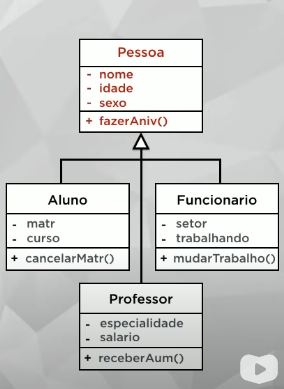 Pessoa
- nome
- idade
- sexo
+ fazerAniv()
Aluno
- matr
- curso
+ cancelarMatr()
Funcionario
- setor
- trabalhando
+ mudarTrabalho()
Professor
- especialidade
- salario
+ receberAum()